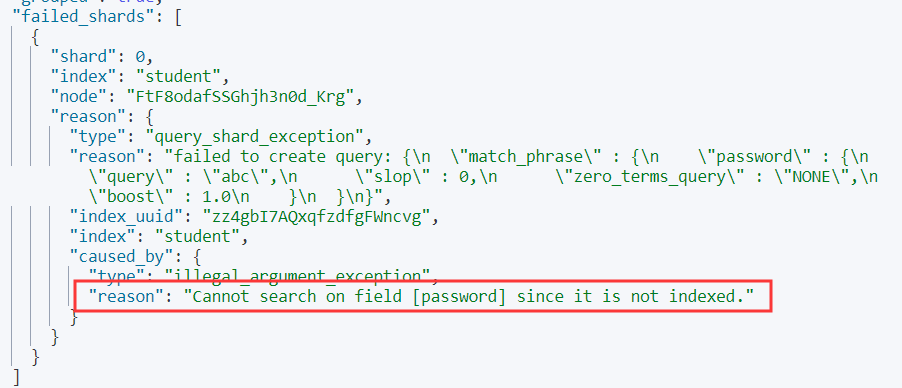 "grouped": true,
"failed_shards": [
{
"shard": 0,
"index": "student",
"node": "FtF8odafSSGhjh3n0d_Krg",
"reason": {
"type": "query_shard_exception",
"reason": "failed to create query: {\n  \"match_phrase\" : {\n    \"password\" : {\n
\"query\" : \"abc\",\n      \"slop\" : 0,\n      \"zero_terms_query\" : \"NONE\",\n
\"boost\" : 1.0\n    }\n  }\n}",
"index_uuid": "zz4gbI7AQxqfzdfgFWncvg",
"index": "student",
"caused_by": {
"type": "illegal_argument_exception",
"reason": "Cannot search on field [password] since it is not indexed."
}
}
}
]